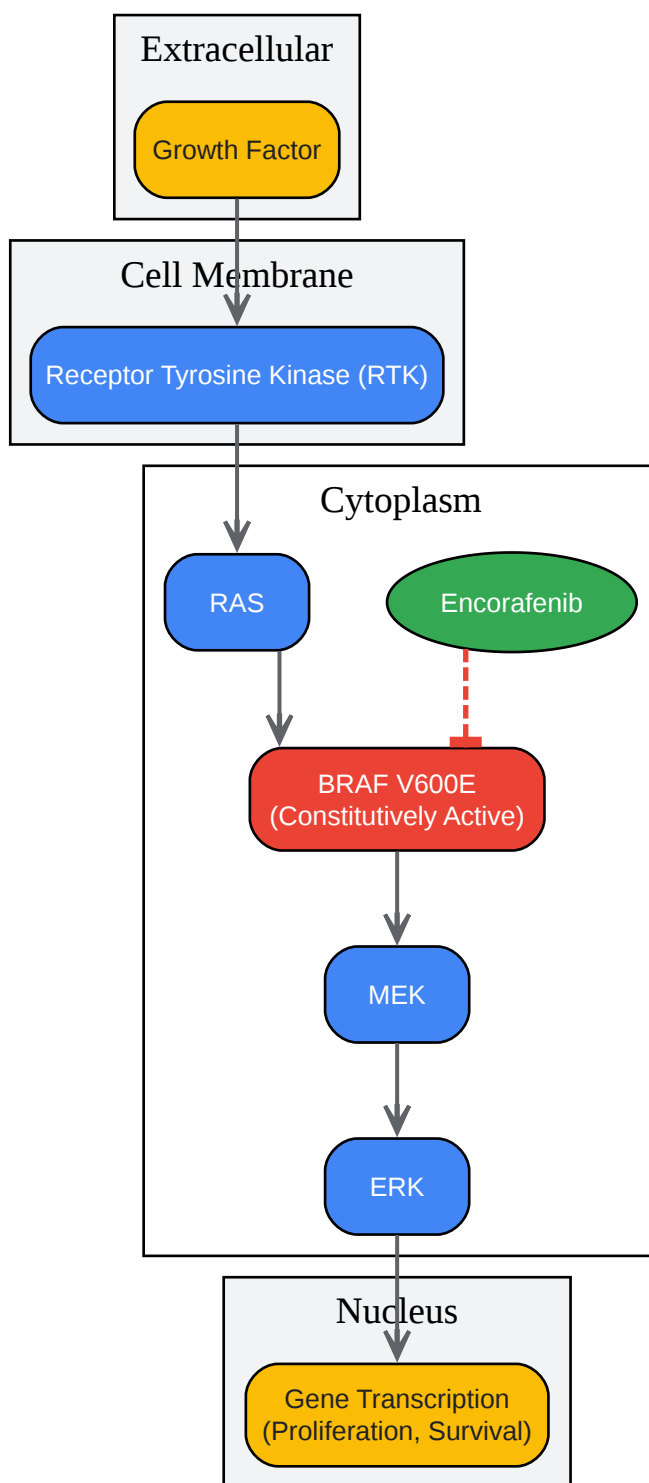 Extracellular
Growth Factor
Cell Membrane
Receptor Tyrosine Kinase (RTK)
Cytoplasm
RAS
Encorafenib
BRAF V600E
(Constitutively Active)
MEK
ERK
Nucleus
Gene Transcription
(Proliferation, Survival)